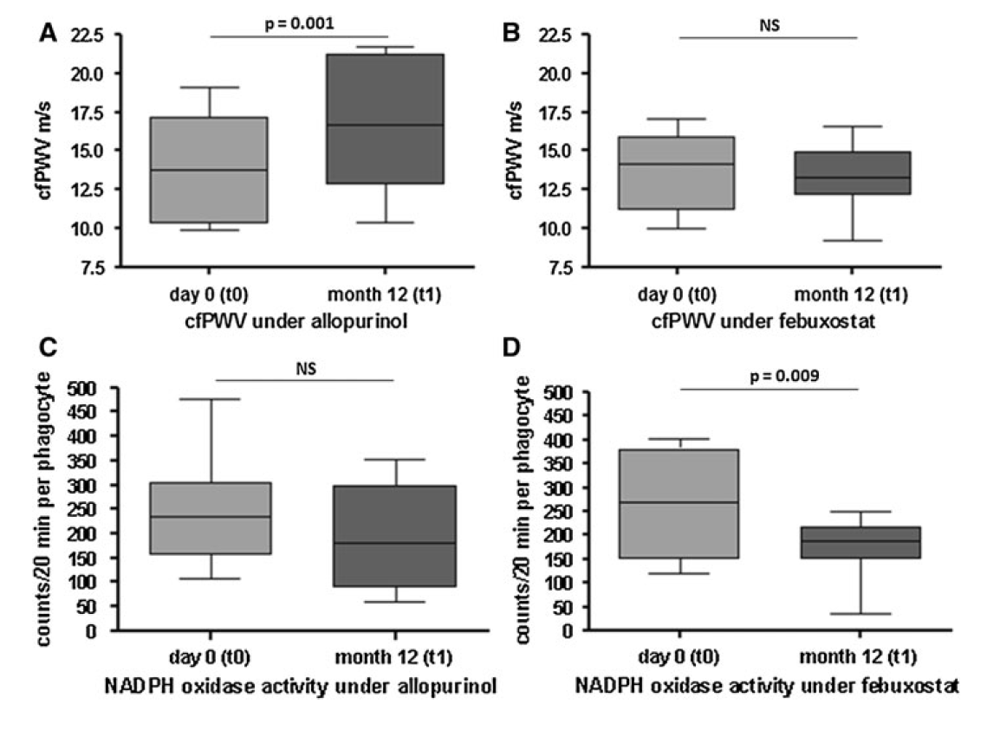 A
p = 0.001
cfPWV m/s
22.5
20.0
17.5
15.0
12.5
10.0
7.5
day 0 (t0)
month 12 (t1)
cfPWV under allopurinol
B
NS
cfPWV m/s
22.5
20.0
17.5
15.0
12.5
10.0
7.5
day 0 (t0)
month 12 (t1)
cfPWV under febuxostat
C
NS
counts/20 min per phagocyte
500
450
400
350
300
250
200
150
100
50
0
day 0 (t0)
month 12 (t1)
NADPH oxidase activity under allopurinol
D
p = 0.009
counts/20 min per phagocyte
500
450
400
350
300
250
200
150
100
50
0
day 0 (t0)
month 12 (t1)
NADPH oxidase activity under febuxostat